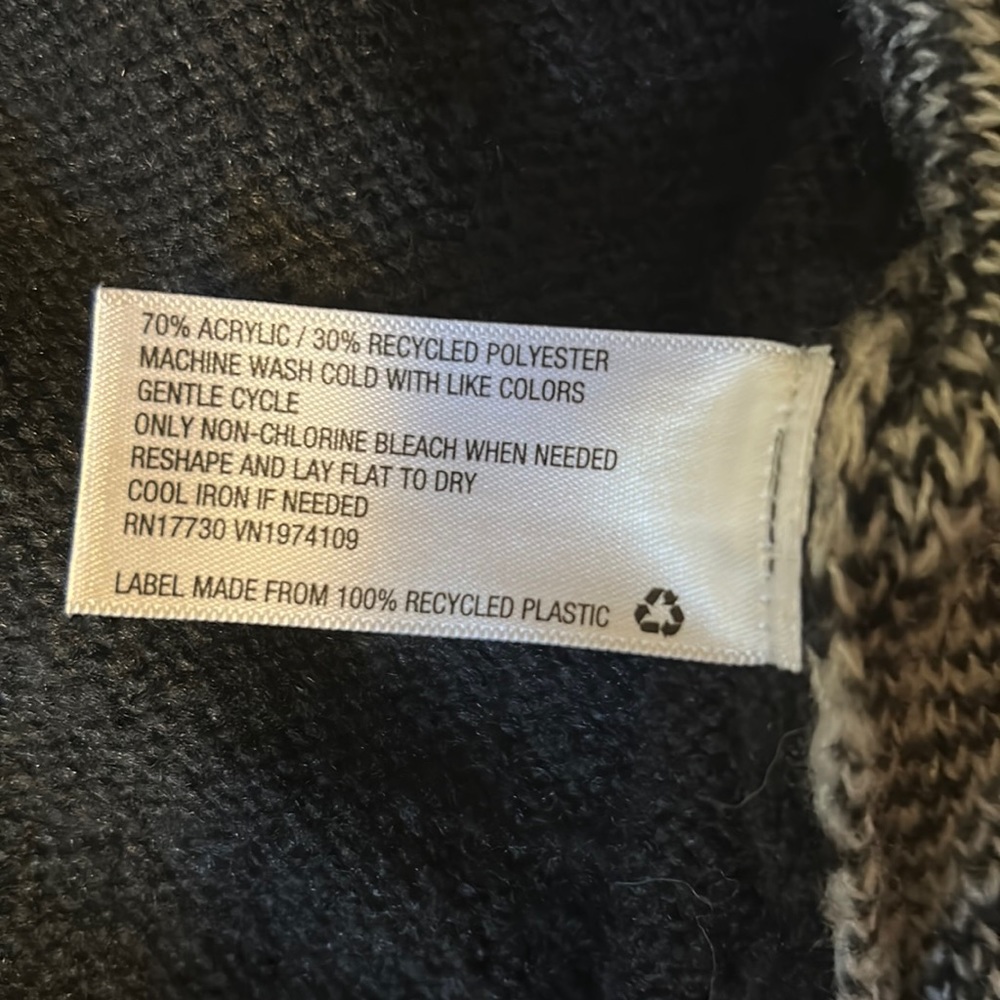 70% ACRYLIC / 30% RECYCLED POLYESTER
MACHINE WASH COLD WITH LIKE COLORS
GENTLE CYCLE
ONLY NON-CHLORINE BLEACH WHEN NEEDED
RESHAPE AND LAY FLAT TO DRY
COOL IRON IF NEEDED
RN17730 VN1974109
LABEL MADE FROM 100% RECYCLED PLASTIC